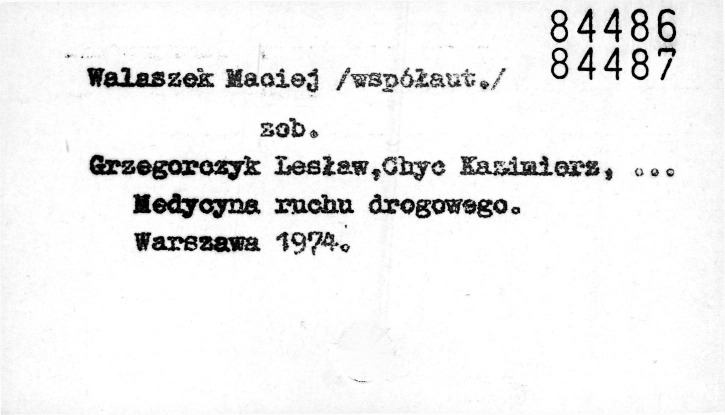 84486
84487
Walaszek Maciej /współaut./
zob.
Grzegorczyk Lesław,Chyc Kazimierz, ...
Medycyna ruchu drogowego.
Warszawa 1974.